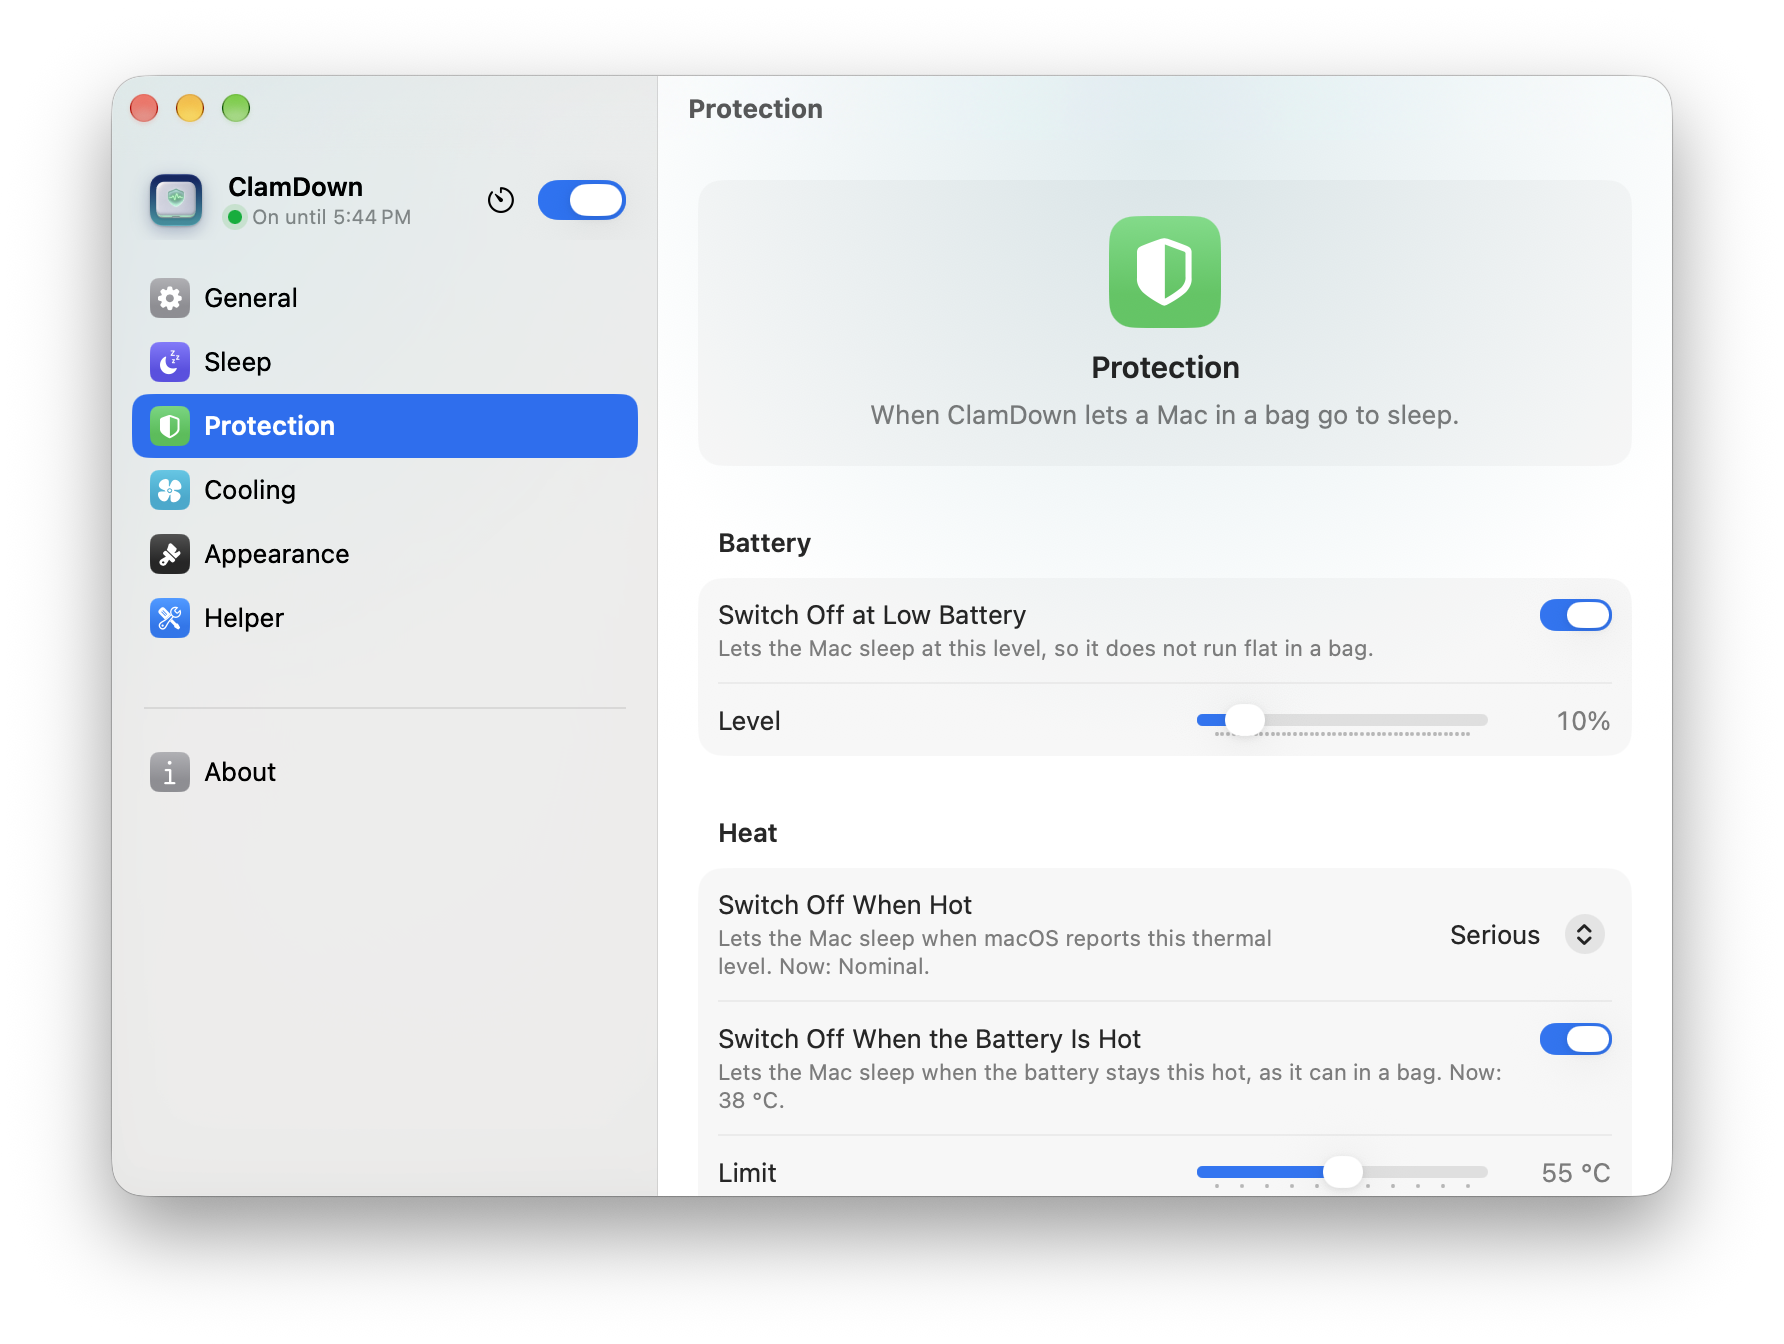 Protection
ClamDown
On until 5:44 PM
General
Sleep
Protection
Cooling
Appearance
Helper
About
Protection
When ClamDown lets a Mac in a bag go to sleep.
Battery
Switch Off at Low Battery
Lets the Mac sleep at this level, so it does not run flat in a bag.
Level
10%
Heat
Switch Off When Hot
Lets the Mac sleep when macOS reports this thermal
level. Now: Nominal.
Serious
Switch Off When the Battery Is Hot
Lets the Mac sleep when the battery stays this hot, as it can in a bag. Now:
38 °C.
Limit
55 °C